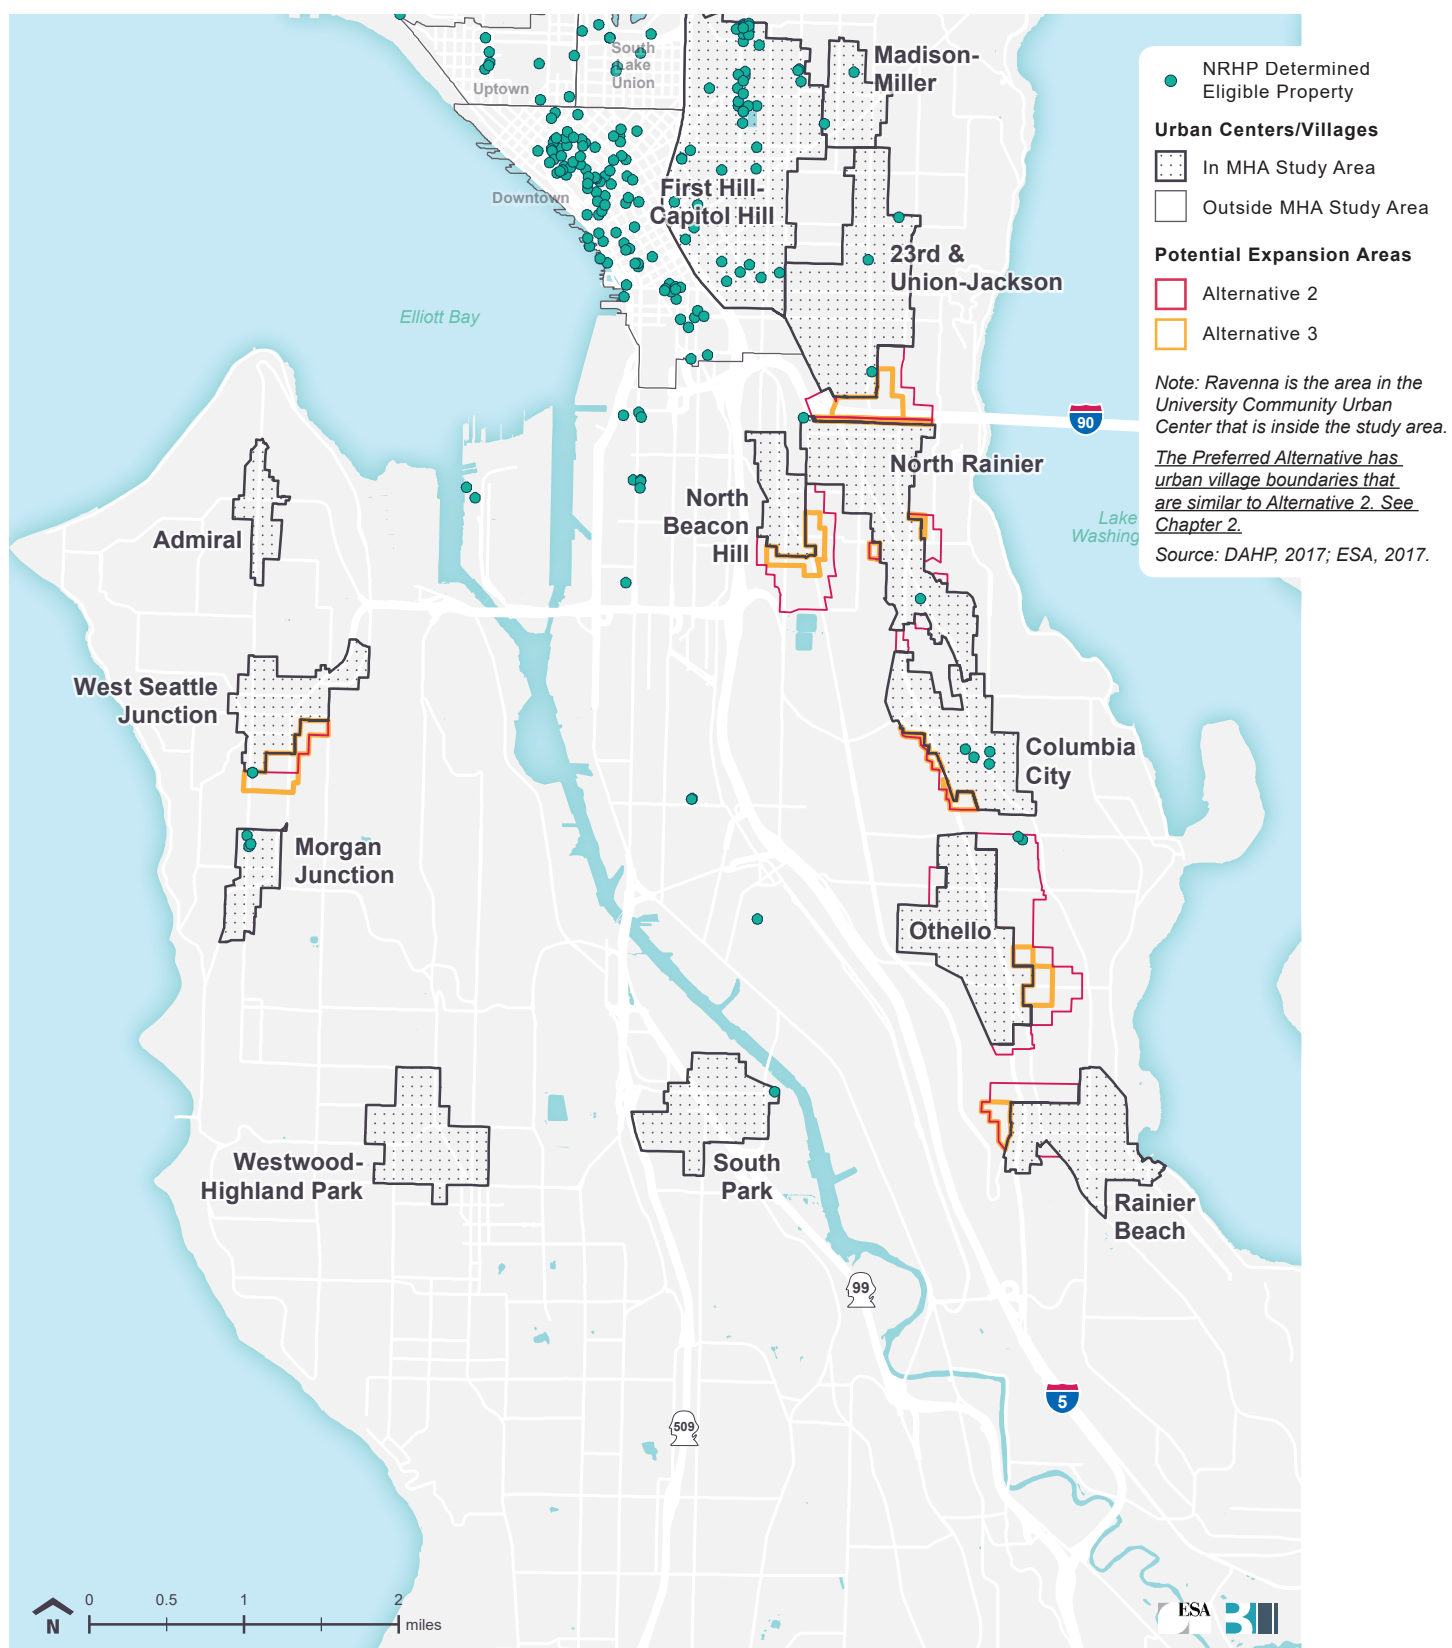 NRHP Determined
Eligible Property
Urban Centers/Villages
In MHA Study Area
Outside MHA Study Area
Potential Expansion Areas
Alternative 2
Alternative 3
Note: Ravenna is the area in the
University Community Urban
Center that is inside the study area.
The Preferred Alternative has
urban village boundaries that
are similar to Alternative 2. See
Chapter 2.
Source: DAHP, 2017; ESA, 2017.
South
Lake
Union
Uptown
Downtown
Madison-
Miller
First Hill-
Capitol Hill
23rd &
Union-Jackson
Elliott Bay
90
North Rainier
North
Beacon
Hill
Lake
Washing
Admiral
West Seattle
Junction
Columbia
City
Morgan
Junction
Othello
Westwood-
Highland Park
South
Park
Rainier
Beach
99
5
509
N
0
0.5
1
2
miles
ESA
B